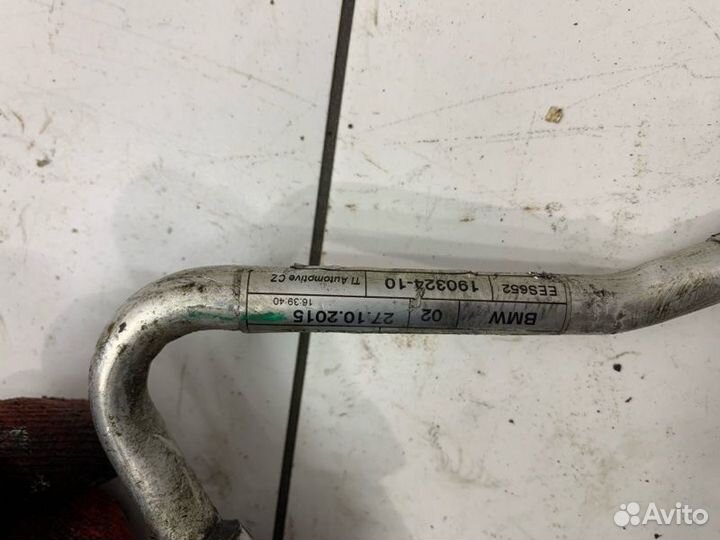 BMW 02 27.10.2015 16:39:40
EES652 190324-10 TI Automotive CZ
Avito